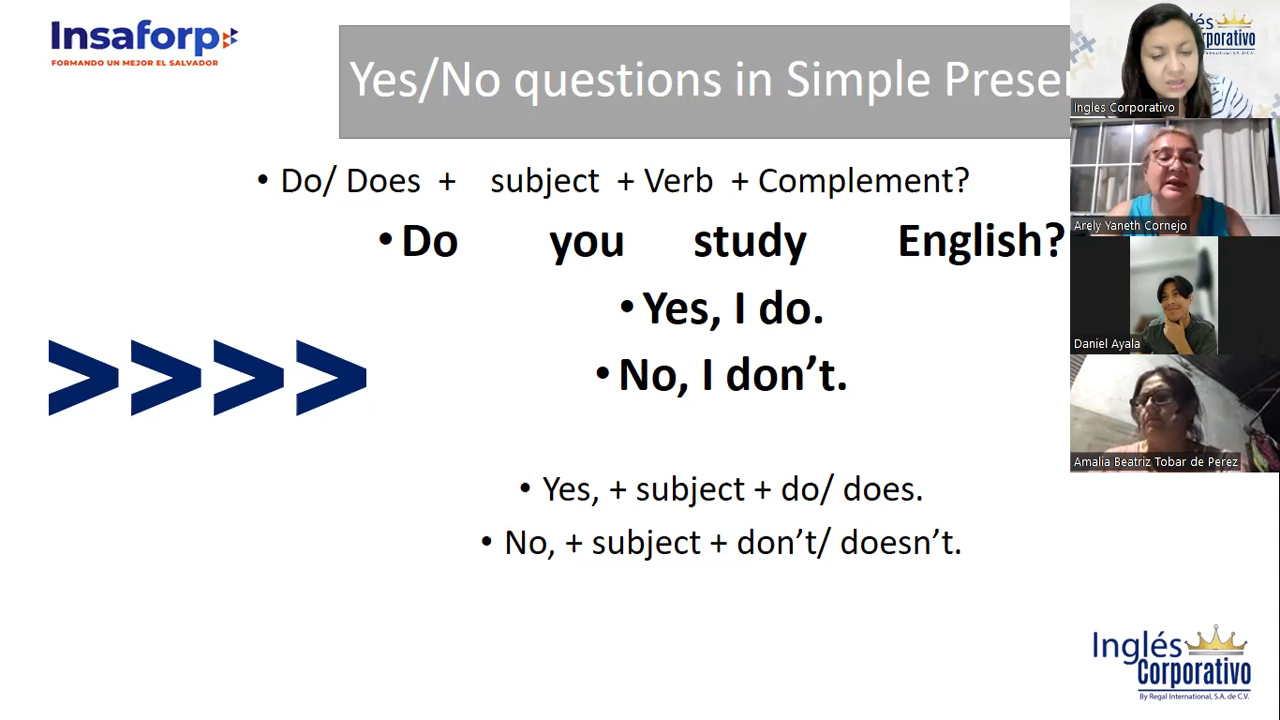 Insaforp
FORMANDO UN MEJOR EL SALVADOR
Yes/No questions in Simple Presen
• Do/ Does + subject + Verb + Complement?
• Do you study English?
• Yes, I do.
• No, I don’t.
>>>>
• Yes, + subject + do/ does.
• No, + subject + don’t/ doesn’t.
Ingles Corporativo
Arely Yaneth Cornejo
Daniel Ayala
Amalia Beatriz Tobar de Perez
Inglés
Corporativo
By Regal International, S.A. de C.V.